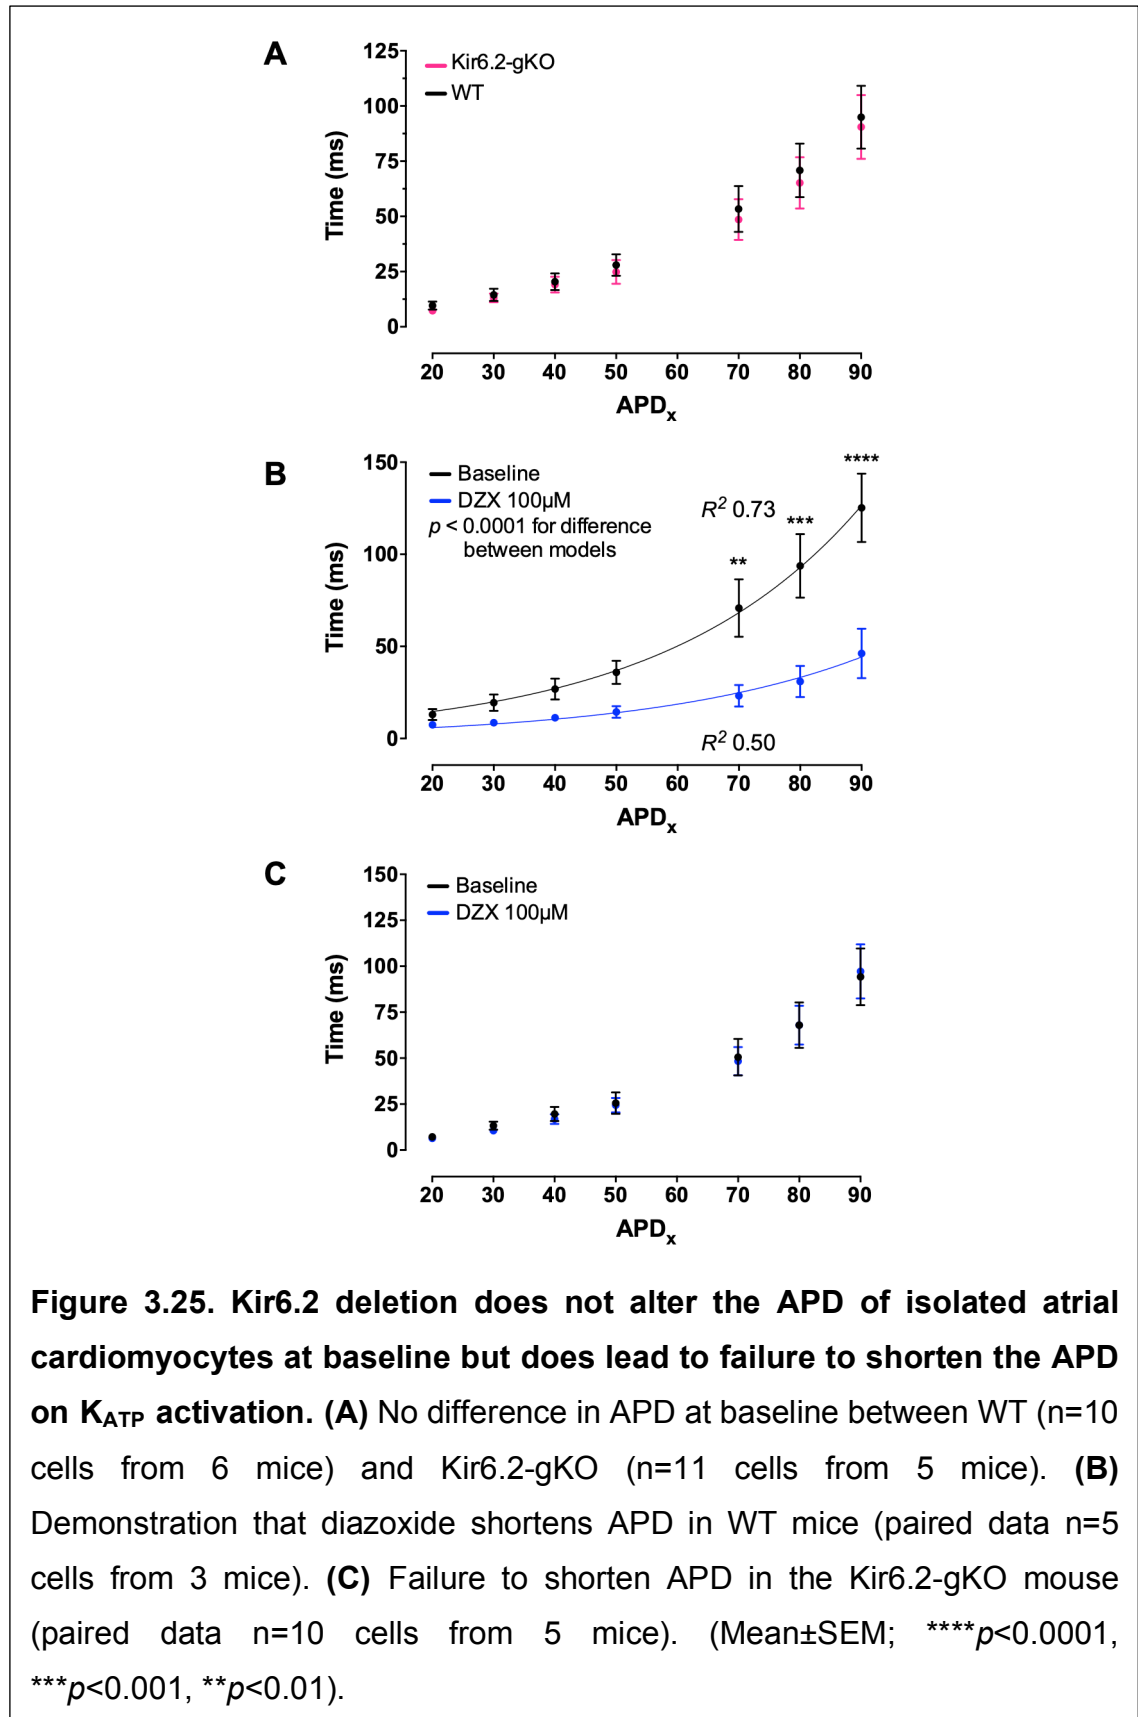 A
125
100
75
50
25
0
Time (ms)
Kir6.2-gKO
WT
20 30 40 50 60 70 80 90
APDx
B
150
100
50
0
Time (ms)
Baseline
DZX 100µM
p < 0.0001 for difference
between models
R² 0.73
R² 0.50
**
***
****
20 30 40 50 60 70 80 90
APDx
C
150
125
100
75
50
25
0
Time (ms)
Baseline
DZX 100µM
20 30 40 50 60 70 80 90
APDx
Figure 3.25. Kir6.2 deletion does not alter the APD of isolated atrial
cardiomyocytes at baseline but does lead to failure to shorten the APD
on KATP activation. (A) No difference in APD at baseline between WT (n=10
cells from 6 mice) and Kir6.2-gKO (n=11 cells from 5 mice). (B)
Demonstration that diazoxide shortens APD in WT mice (paired data n=5
cells from 3 mice). (C) Failure to shorten APD in the Kir6.2-gKO mouse
(paired data n=10 cells from 5 mice). (Mean±SEM; ****p<0.0001,
***p<0.001, **p<0.01).